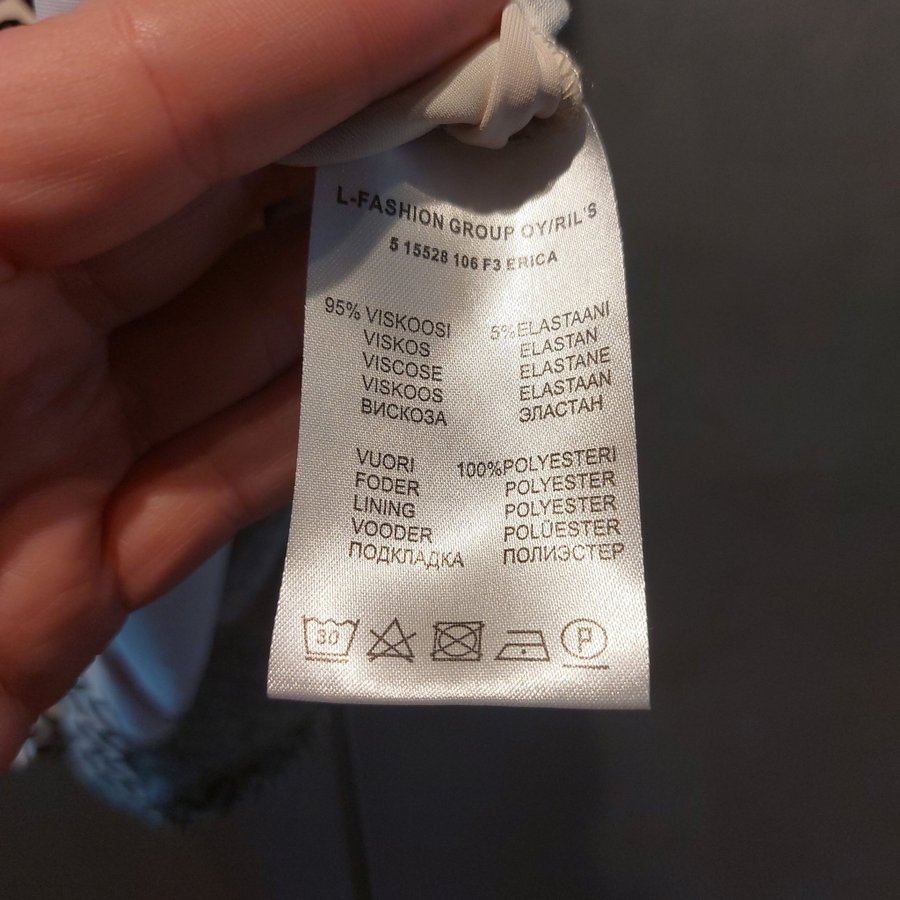 L-FASHION GROUP OY/RIL'S
5 15528 106 F3 ERICA
95% VISKOOSI 5% ELASTAANI
VISKOS ELASTAN
VISCOSE ELASTANE
VISKOOS ELASTAAN
ВИСКОЗА ЭЛАСТАН
VUORI 100%POLYESTERI
FODER POLYESTER
LINING POLYESTER
VOODER POLÜESTER
ПОДКЛАДКА ПОЛИЭСТЕР
30 P